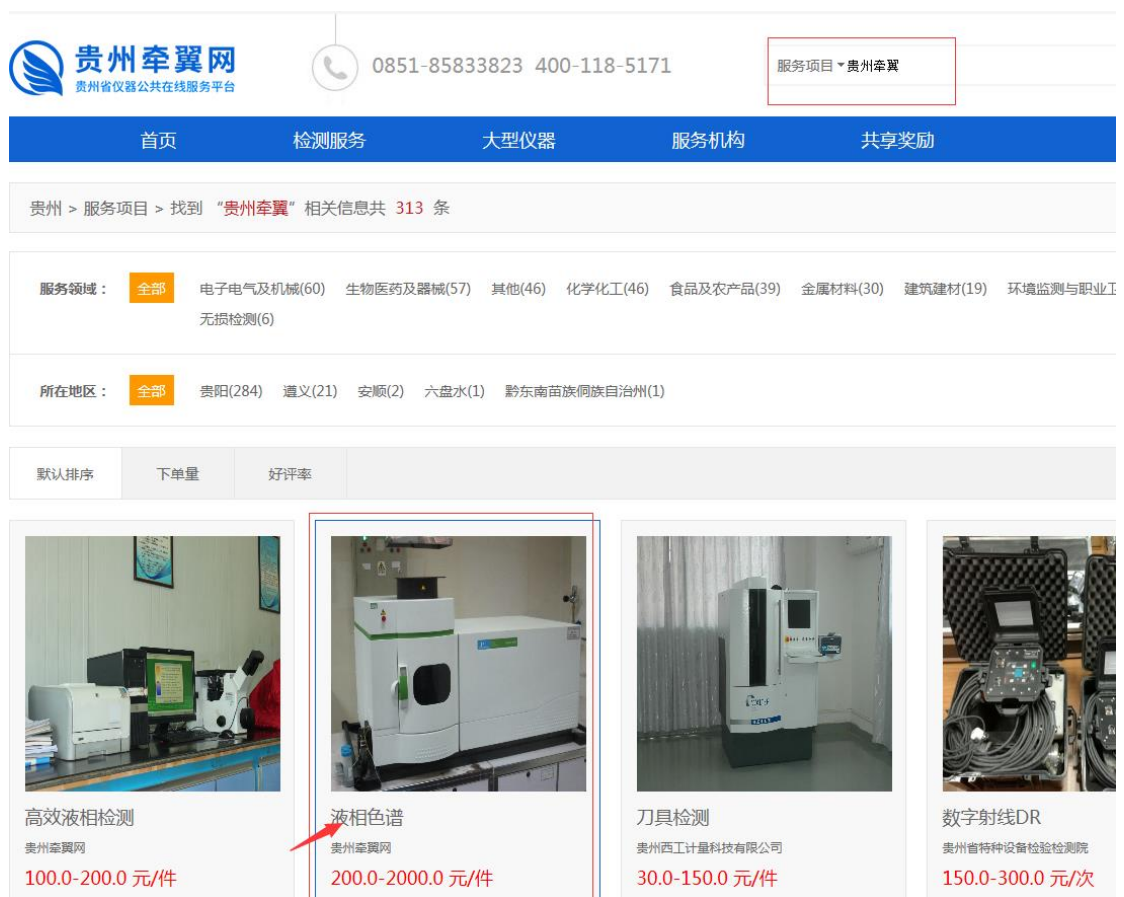 贵州牵翼网
贵州省仪器公共在线服务平台
0851-85833823 400-118-5171
服务项目 贵州牵翼
首页 检测服务 大型仪器 服务机构 共享奖励
贵州 > 服务项目 > 找到 “贵州牵翼” 相关信息共 313 条
服务领域： 全部 电子电气及机械(60) 生物医药及器械(57) 其他(46) 化学化工(46) 食品及农产品(39) 金属材料(30) 建筑建材(19) 环境监测与职业卫
无损检测(6)
所在地区： 全部 贵阳(284) 遵义(21) 安顺(2) 六盘水(1) 黔东南苗族侗族自治州(1)
默认排序 下单量 好评率
高效液相检测 液相色谱 刀具检测 数字射线DR
贵州牵翼网 贵州牵翼网 贵州西工计量科技有限公司 贵州省特种设备检验检测院
100.0-200.0 元/件 200.0-2000.0 元/件 30.0-150.0 元/件 150.0-300.0 元/次